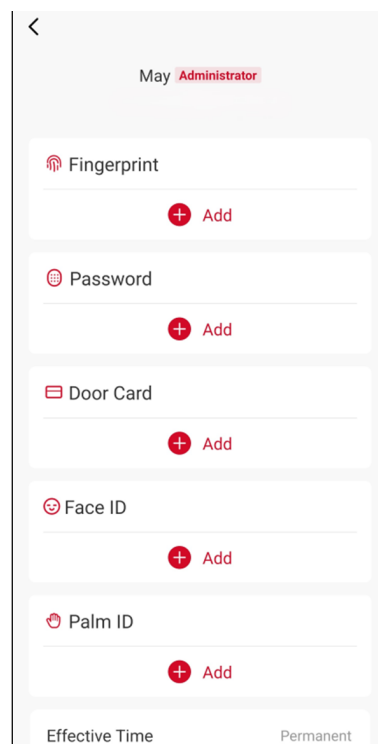 May Administrator
Fingerprint
Add
Password
Add
Door Card
Add
Face ID
Add
Palm ID
Add
Effective Time Permanent